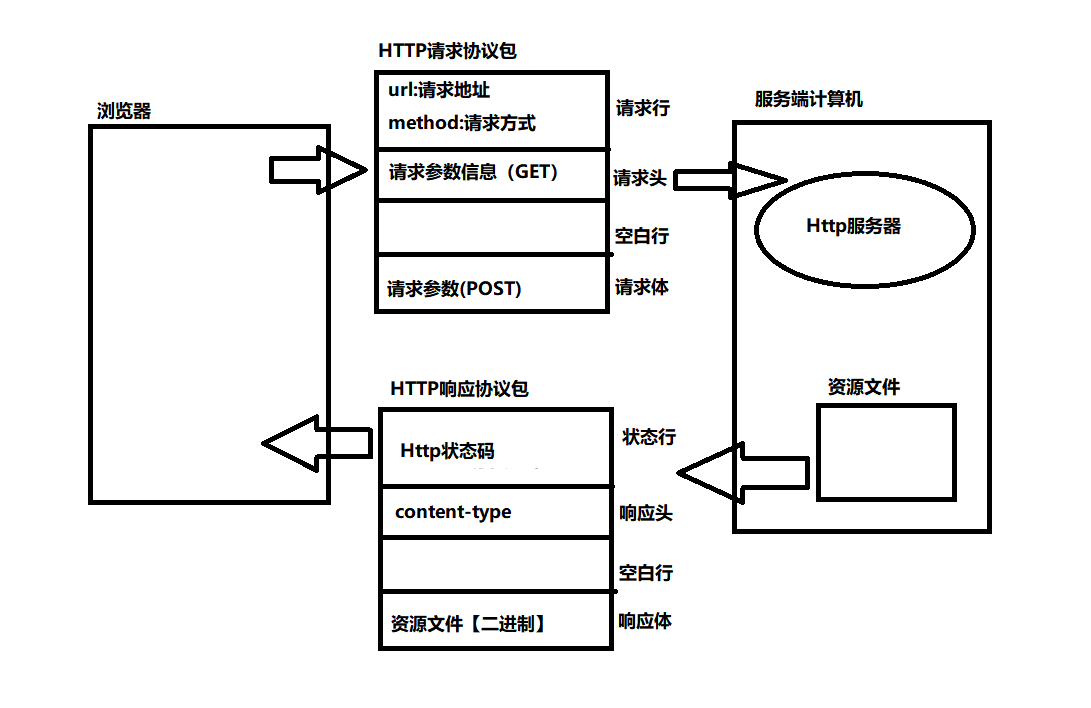 HTTP请求协议包
浏览器
url:请求地址
method:请求方式
请求行
服务端计算机
请求参数信息（GET）
请求头
Http服务器
空白行
请求参数(POST)
请求体
HTTP响应协议包
资源文件
Http状态码
状态行
content-type
响应头
空白行
资源文件【二进制】
响应体